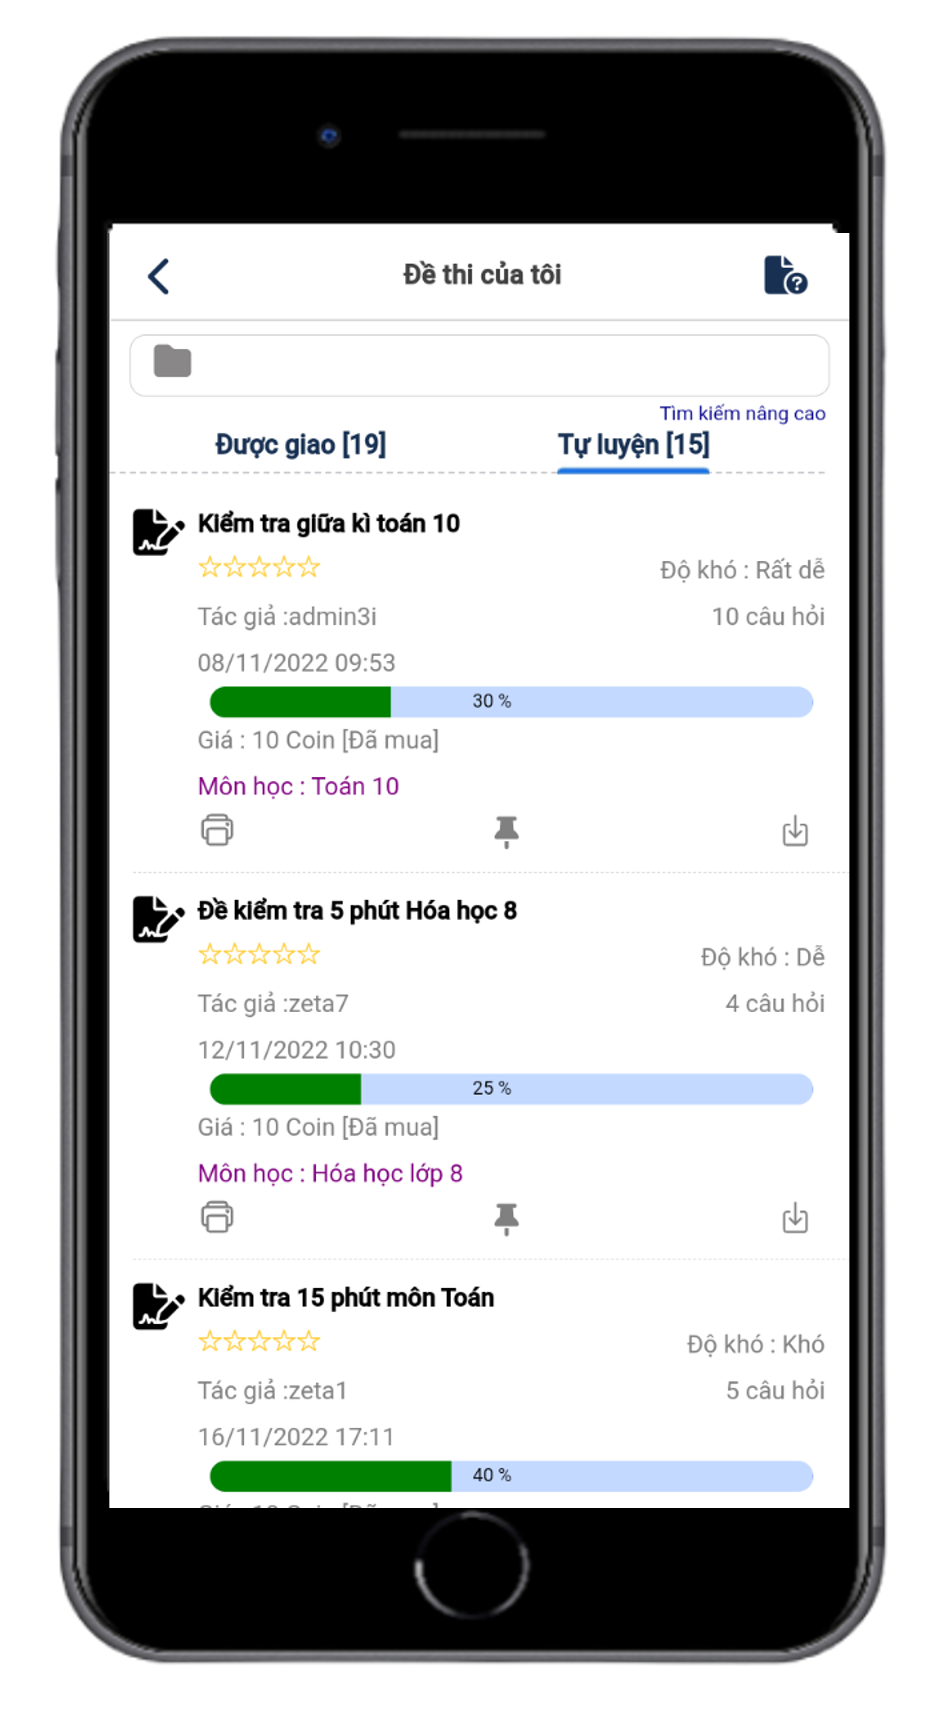 Đề thi của tôi
Tìm kiếm nâng cao
Được giao [19] Tự luyện [15]
Kiểm tra giữa kì toán 10
Độ khó : Rất dễ
Tác giả :admin3i 10 câu hỏi
08/11/2022 09:53
30 %
Giá : 10 Coin [Đã mua]
Môn học : Toán 10
Đề kiểm tra 5 phút Hóa học 8
Độ khó : Dễ
Tác giả :zeta7 4 câu hỏi
12/11/2022 10:30
25 %
Giá : 10 Coin [Đã mua]
Môn học : Hóa học lớp 8
Kiểm tra 15 phút môn Toán
Độ khó : Khó
Tác giả :zeta1 5 câu hỏi
16/11/2022 17:11
40 %